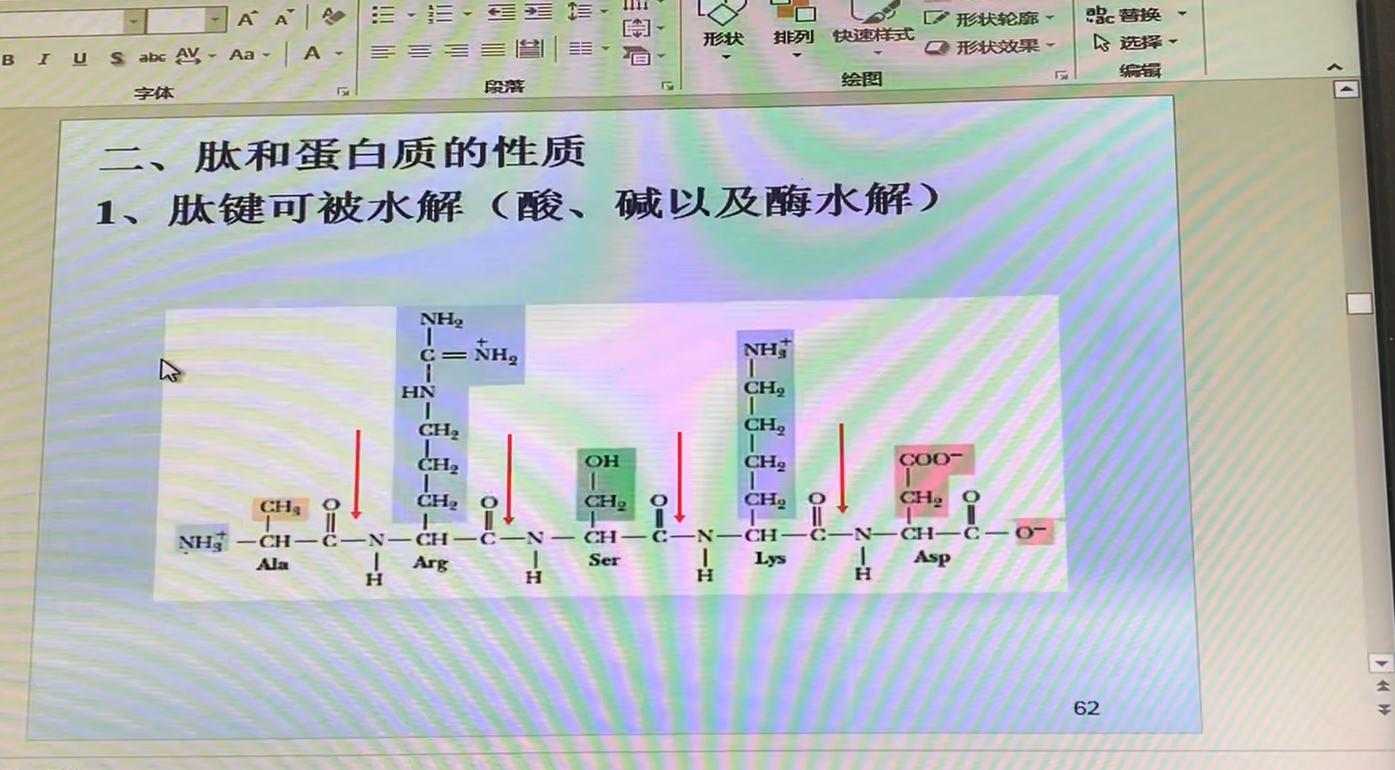 B I U S abc AV Aa A
字体
段落
形状 排列 快速样式
形状轮廓
形状效果
绘图
替换
选择
编辑
二、肽和蛋白质的性质
1、肽键可被水解（酸、碱以及酶水解）
NH₂
C = N⁺H₂
HN
CH₂
CH₂
CH₂
NH₃⁺
CH₂
CH₂
CH₂
CH₂
OH
CH₂
COO⁻
CH₂
CH₃ O O O O O
NH₃⁺—CH—C—N—CH—C—N—CH—C—N—CH—C—N—CH—C—O⁻
Ala H Arg H Ser H Lys H Asp
62